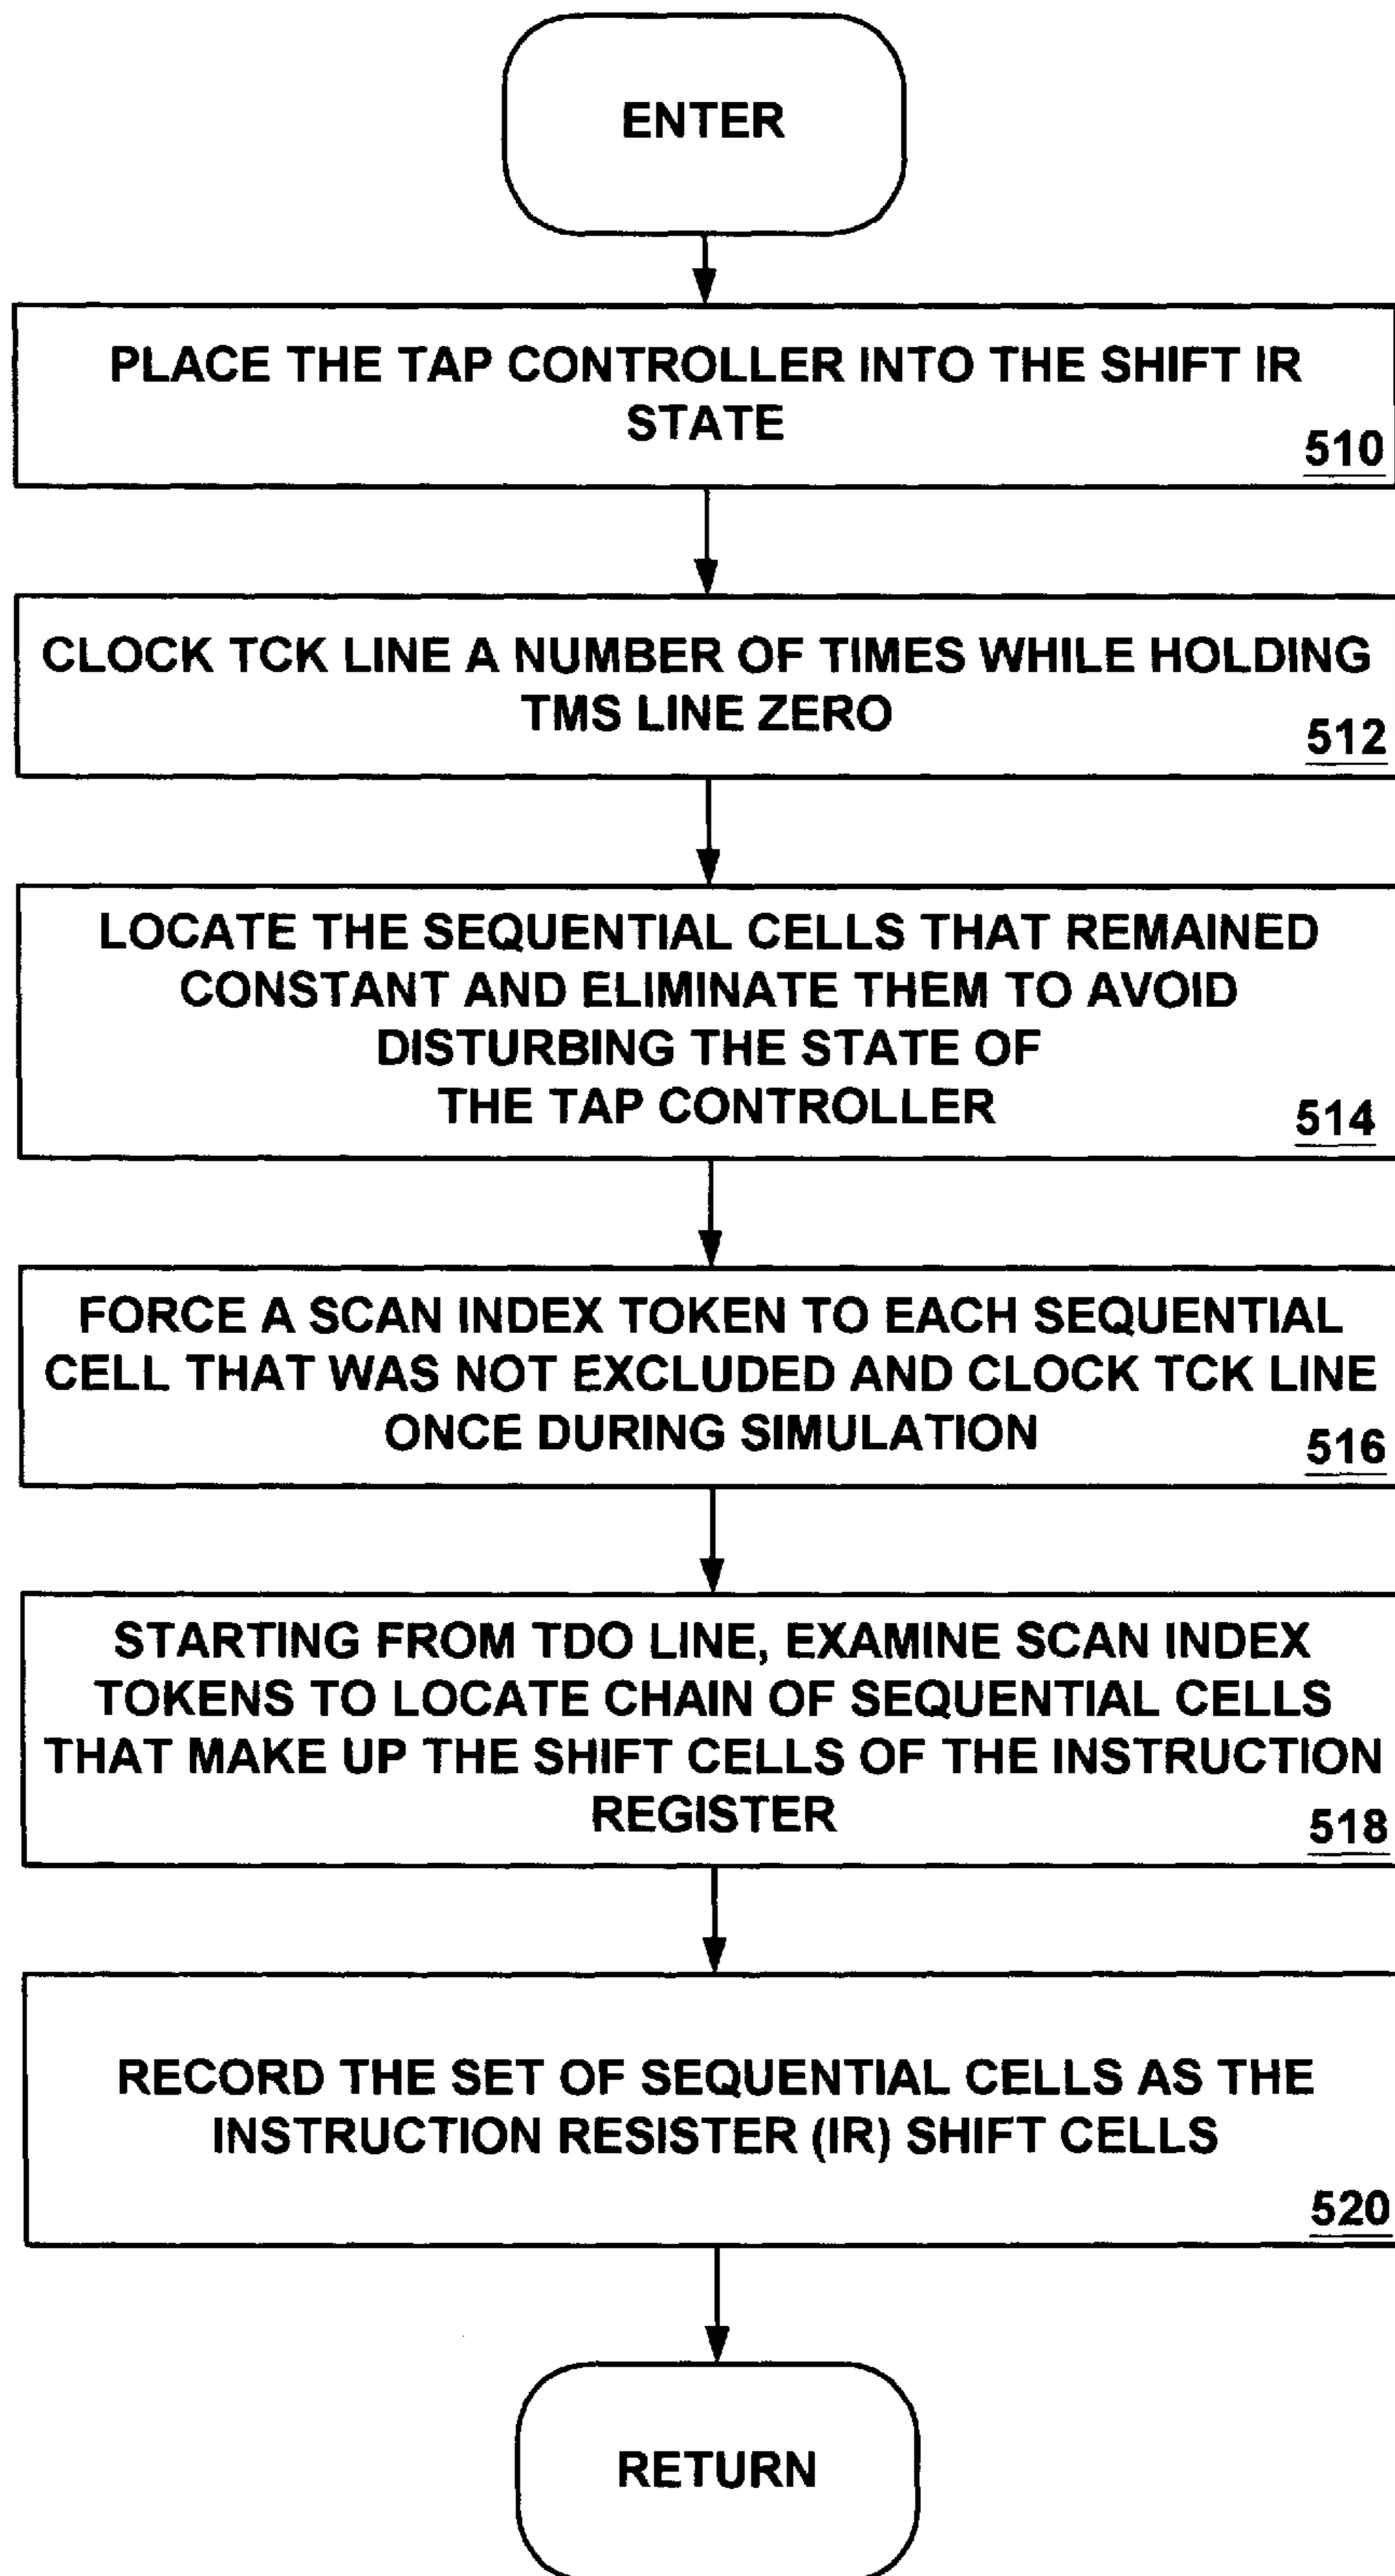 ENTER
PLACE THE TAP CONTROLLER INTO THE SHIFT IR
STATE
510
CLOCK TCK LINE A NUMBER OF TIMES WHILE HOLDING
TMS LINE ZERO
512
LOCATE THE SEQUENTIAL CELLS THAT REMAINED
CONSTANT AND ELIMINATE THEM TO AVOID
DISTURBING THE STATE OF
THE TAP CONTROLLER
514
FORCE A SCAN INDEX TOKEN TO EACH SEQUENTIAL
CELL THAT WAS NOT EXCLUDED AND CLOCK TCK LINE
ONCE DURING SIMULATION
516
STARTING FROM TDO LINE, EXAMINE SCAN INDEX
TOKENS TO LOCATE CHAIN OF SEQUENTIAL CELLS
THAT MAKE UP THE SHIFT CELLS OF THE INSTRUCTION
REGISTER
518
RECORD THE SET OF SEQUENTIAL CELLS AS THE
INSTRUCTION RESISTER (IR) SHIFT CELLS
520
RETURN